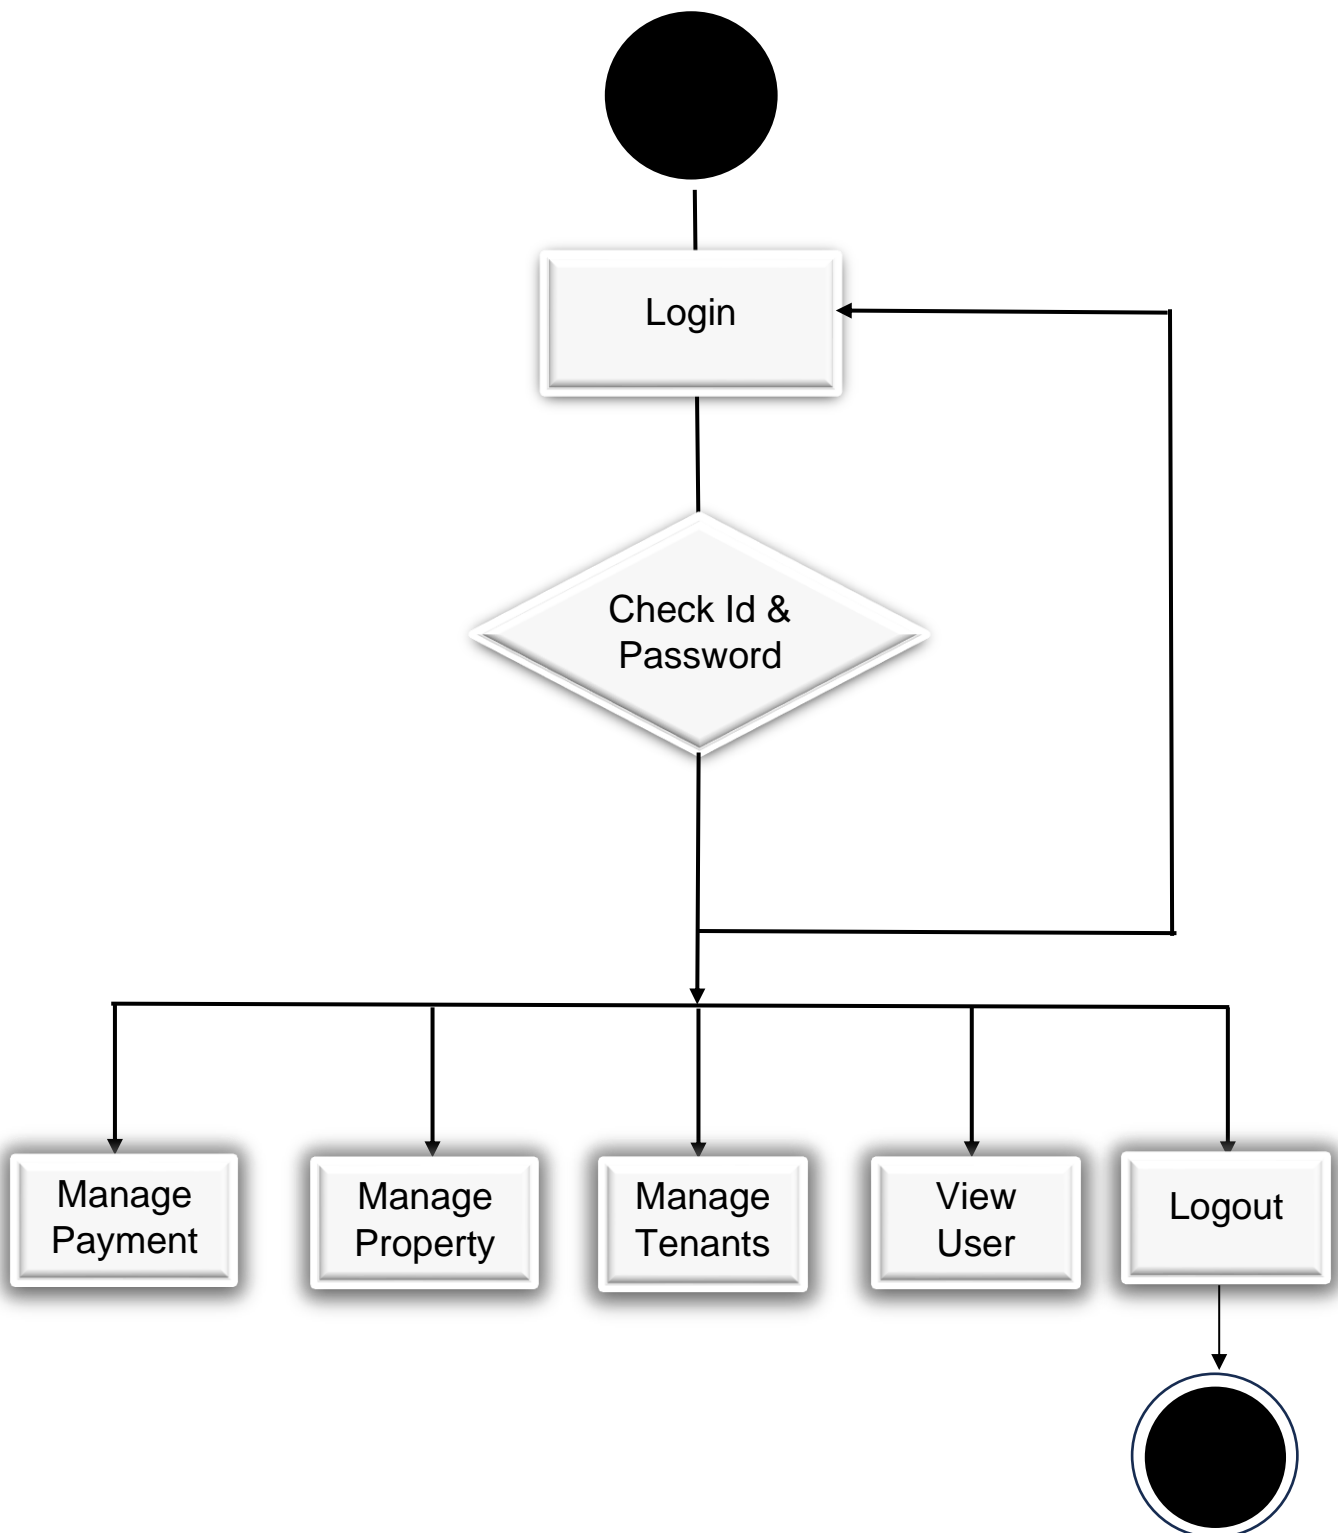 Login
Check Id &
Password
Manage
Payment
Manage
Property
Manage
Tenants
View
User
Logout